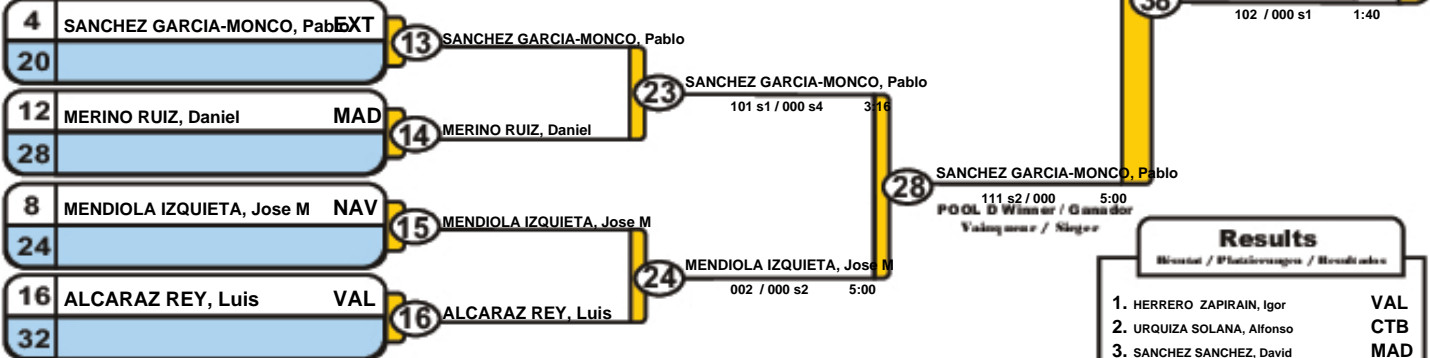 38
102 / 000 s1 1:40
4 SANCHEZ GARCIA-MONCO, Pablo EXT
20
13 SANCHEZ GARCIA-MONCO, Pablo
12 MERINO RUIZ, Daniel MAD
28
14 MERINO RUIZ, Daniel
23 SANCHEZ GARCIA-MONCO, Pablo
101 s1 / 000 s4 3:16
8 MENDIOLA IZQUIETA, Jose M NAV
24
15 MENDIOLA IZQUIETA, Jose M
16 ALCARAZ REY, Luis VAL
32
16 ALCARAZ REY, Luis
24 MENDIOLA IZQUIETA, Jose M
002 / 000 s2 5:00
28 SANCHEZ GARCIA-MONCO, Pablo
111 s2 / 000 5:00
POOL D Winner / Ganador
Vainqueur / Sieger
Results
/ Platzierungen / Resultados
1. HERRERO ZAPIRAIN, Igor VAL
2. URQUIZA SOLANA, Alfonso CTB
3. SANCHEZ SANCHEZ, David MAD